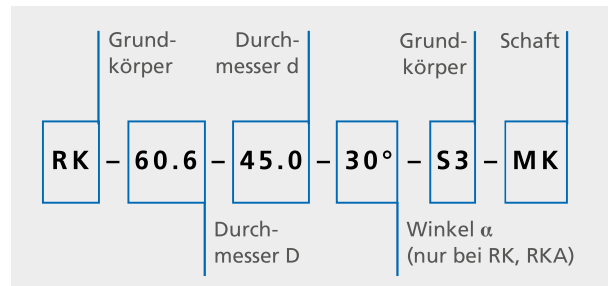 Grund-
körper
Durch-
messer d
Grund-
körper
Schaft
RK – 60.6 – 45.0 – 30° – S3 – MK
Durch-
messer D
Winkel α
(nur bei RK, RKA)